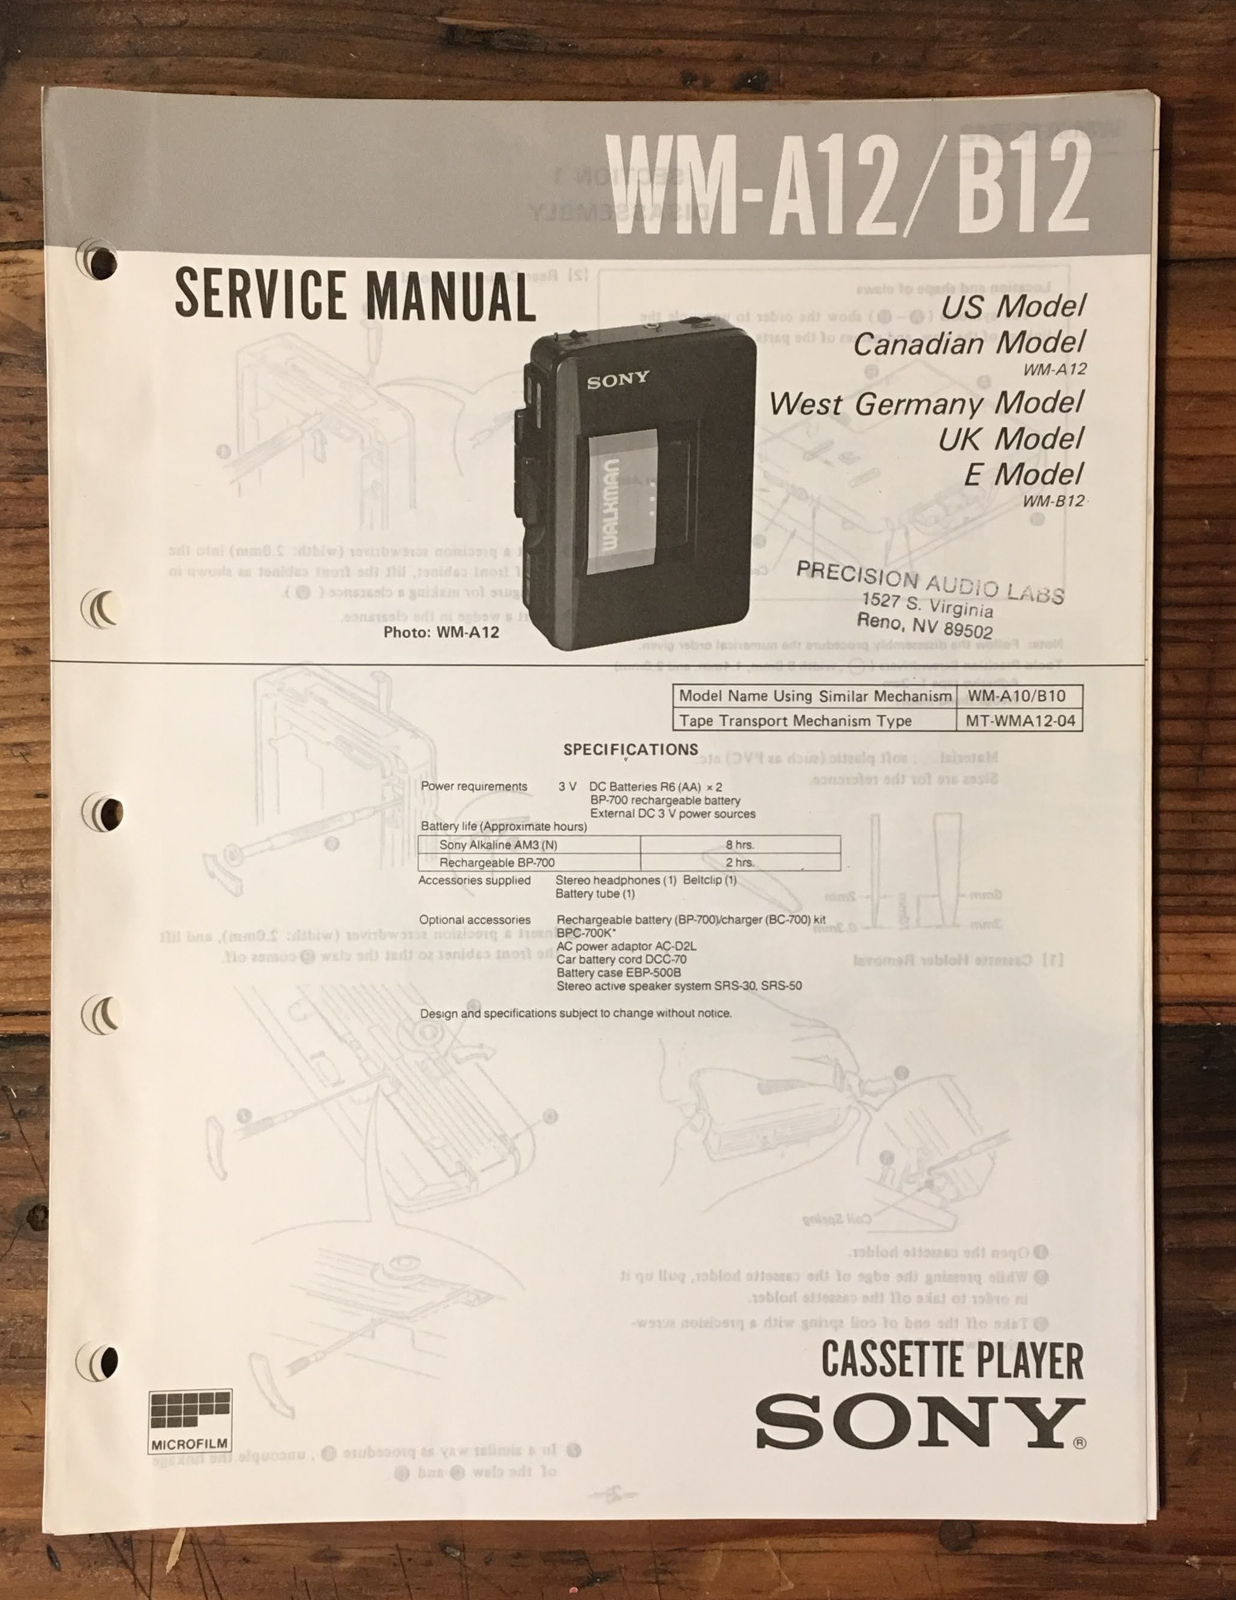 WM-A12/B12
SERVICE MANUAL
US Model
Canadian Model
WM-A12
West Germany Model
UK Model
E Model
WM-B12
SONY
WALKMAN
Photo: WM-A12
PRECISION AUDIO LABS
1527 S. Virginia
Reno, NV 89502
Model Name Using Similar Mechanism WM-A10/B10
Tape Transport Mechanism Type MT-WMA12-04
SPECIFICATIONS
Power requirements 3 V DC Batteries R6 (AA) × 2
BP-700 rechargeable battery
External DC 3 V power sources
Battery life (Approximate hours)
Sony Alkaline AM3 (N) 8 hrs.
Rechargeable BP-700 2 hrs.
Accessories supplied Stereo headphones (1) Beltclip (1)
Battery tube (1)
Optional accessories Rechargeable battery (BP-700)/charger (BC-700) kit
BPC-700K*
AC power adaptor AC-D2L
Car battery cord DCC-70
Battery case EBP-500B
Stereo active speaker system SRS-30, SRS-50
Design and specifications subject to change without notice.
CASSETTE PLAYER
SONY®
MICROFILM